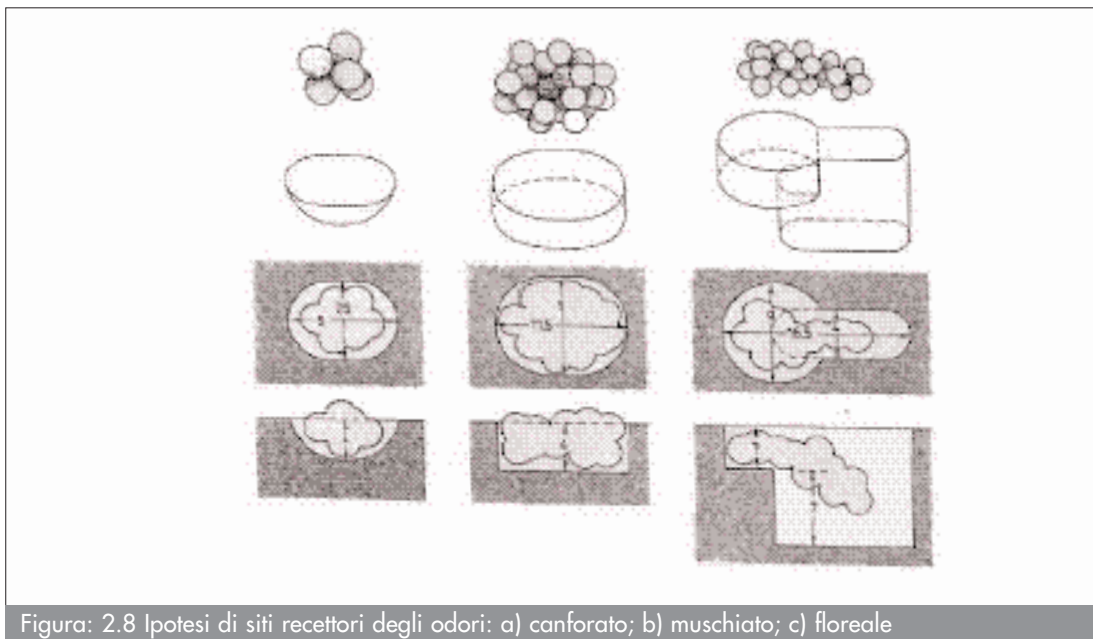 Figura: 2.8 Ipotesi di siti recettori degli odori: a) canforato; b) muschiato; c) floreale